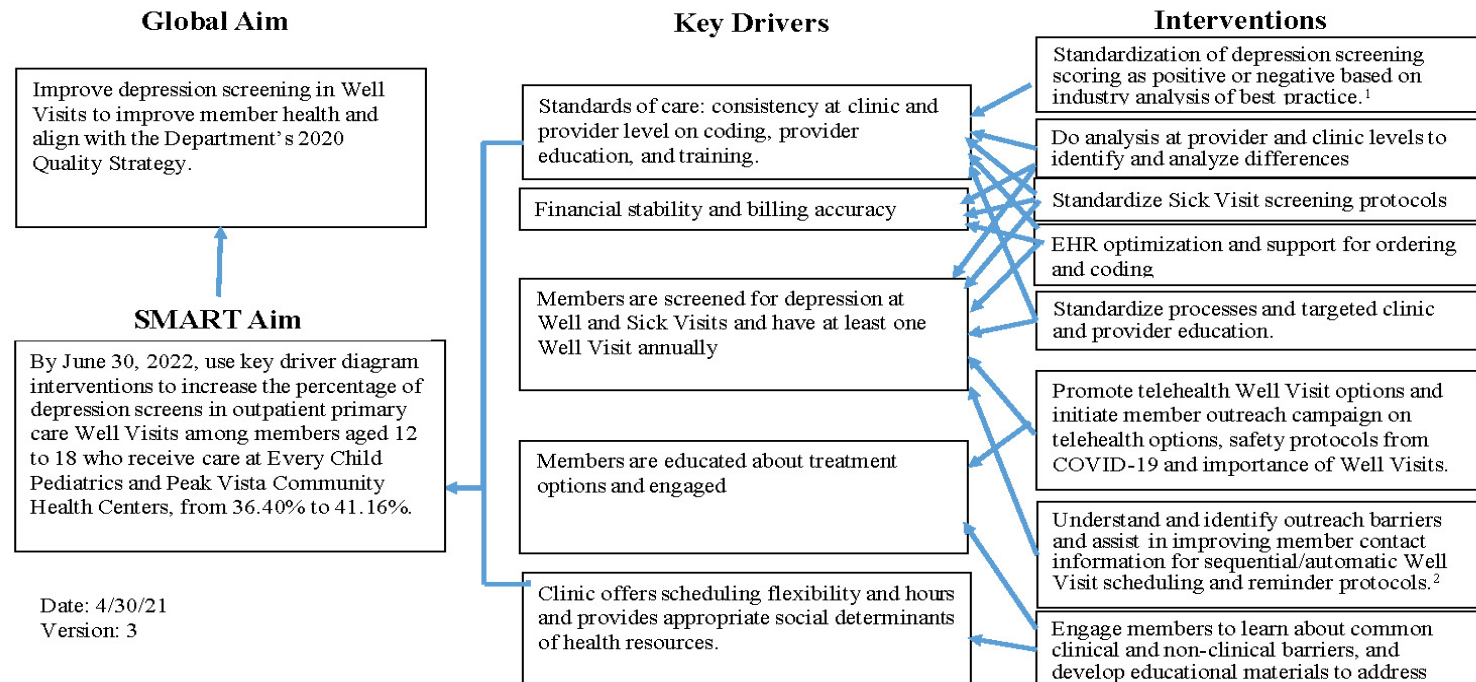 Global Aim
Improve depression screening in Well
Visits to improve member health and
align with the Department's 2020
Quality Strategy.
SMART Aim
By June 30, 2022, use key driver diagram
interventions to increase the percentage of
depression screens in outpatient primary
care Well Visits among members aged 12
to 18 who receive care at Every Child
Pediatrics and Peak Vista Community
Health Centers, from 36.40% to 41.16%.
Date: 4/30/21
Version: 3
Key Drivers
Standards of care: consistency at clinic and
provider level on coding, provider
education, and training.
Financial stability and billing accuracy
Members are screened for depression at
Well and Sick Visits and have at least one
Well Visit annually
Members are educated about treatment
options and engaged
Clinic offers scheduling flexibility and hours
and provides appropriate social determinants
of health resources.
Interventions
Standardization of depression screening
scoring as positive or negative based on
industry analysis of best practice.¹
Do analysis at provider and clinic levels to
identify and analyze differences
Standardize Sick Visit screening protocols
EHR optimization and support for ordering
and coding
Standardize processes and targeted clinic
and provider education.
Promote telehealth Well Visit options and
initiate member outreach campaign on
telehealth options, safety protocols from
COVID-19 and importance of Well Visits.
Understand and identify outreach barriers
and assist in improving member contact
information for sequential/automatic Well
Visit scheduling and reminder protocols.²
Engage members to learn about common
clinical and non-clinical barriers, and
develop educational materials to address